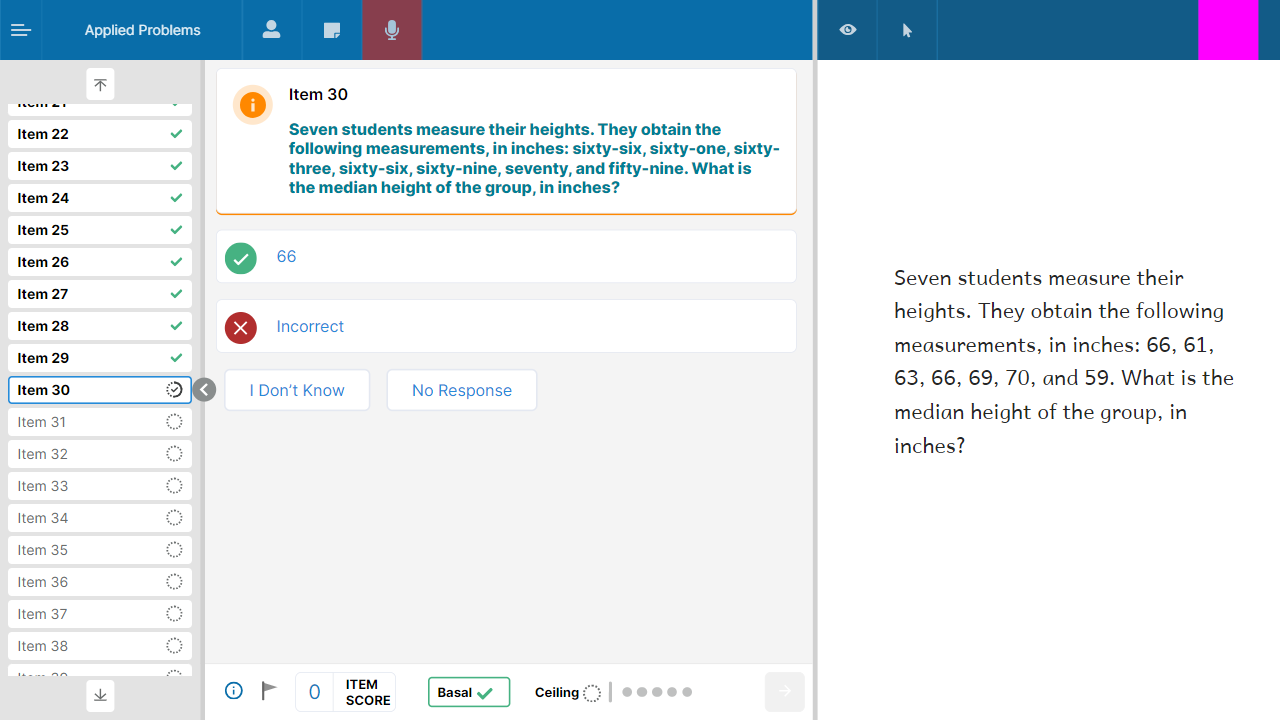 Applied Problems
Item 21
Item 22
Item 23
Item 24
Item 25
Item 26
Item 27
Item 28
Item 29
Item 30
Item 31
Item 32
Item 33
Item 34
Item 35
Item 36
Item 37
Item 38
Item 39
Item 30
Seven students measure their heights. They obtain the
following measurements, in inches: sixty-six, sixty-one, sixty-
three, sixty-six, sixty-nine, seventy, and fifty-nine. What is
the median height of the group, in inches?
66
Incorrect
I Don’t Know
No Response
0
ITEM
SCORE
Basal
Ceiling
Seven students measure their
heights. They obtain the following
measurements, in inches: 66, 61,
63, 66, 69, 70, and 59. What is the
median height of the group, in
inches?